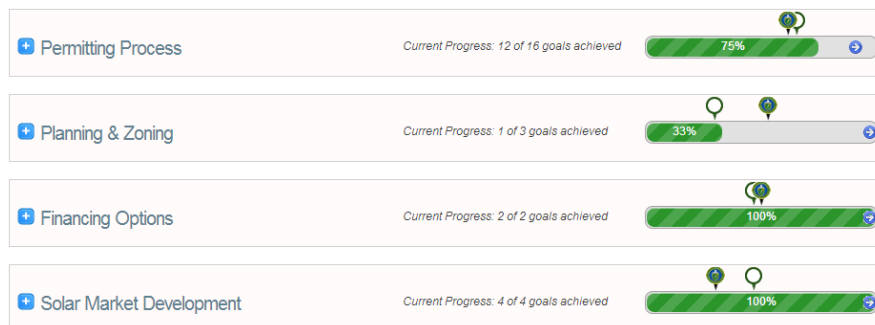 Permitting Process Current Progress: 12 of 16 goals achieved 75%
Planning & Zoning Current Progress: 1 of 3 goals achieved 33%
Financing Options Current Progress: 2 of 2 goals achieved 100%
Solar Market Development Current Progress: 4 of 4 goals achieved 100%